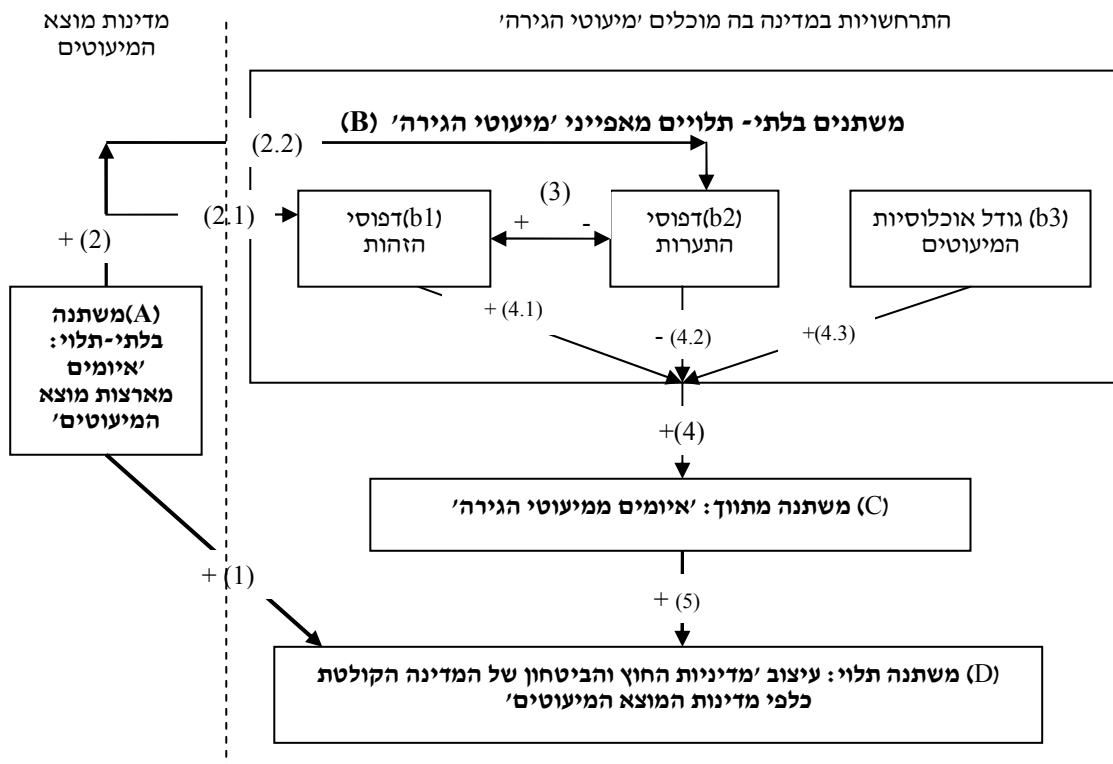 התרחשויות במדינה בה מוכלים 'מיעוטי הגירה'
מדינות מוצא
המיעוטים
משתנים בלתי- תלויים מאפייני 'מיעוטי הגירה' (B)
(2.2)
(3)
(2.1)
+ -
(b1)דפוסי
הזהות
(b2)דפוסי
התערות
(b3) גודל אוכלוסיות
המיעוטים
+ (2)
+ (4.1)
- (4.2)
+(4.3)
(A)משתנה
בלתי-תלוי:
'איומים
מארצות מוצא
המיעוטים'
+(4)
(C) משתנה מתווך: 'איומים ממיעוטי הגירה'
+ (1)
+ (5)
(D) משתנה תלוי: עיצוב 'מדיניות החוץ והביטחון של המדינה הקולטת
כלפי מדינות המוצא המיעוטים'